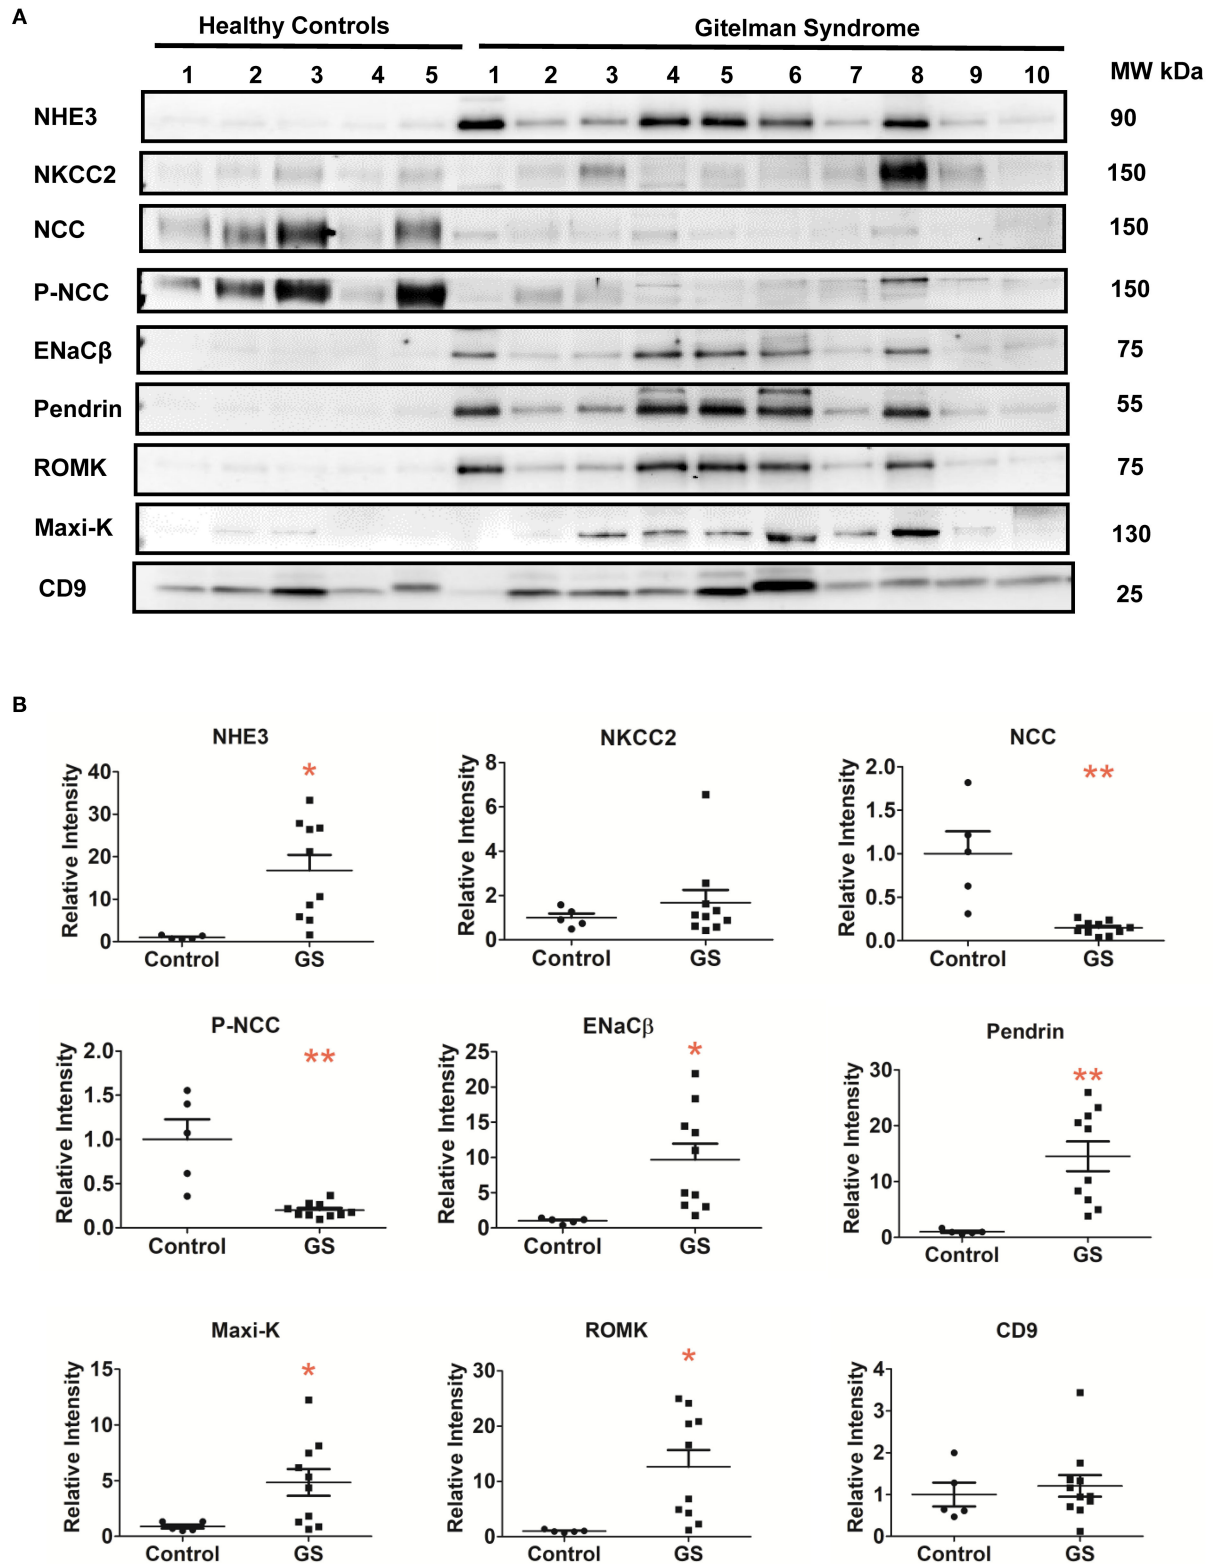 A
Healthy Controls
Gitelman Syndrome
1 2 3 4 5 1 2 3 4 5 6 7 8 9 10 MW kDa
NHE3 90
NKCC2 150
NCC 150
P-NCC 150
ENaCβ 75
Pendrin 55
ROMK 75
Maxi-K 130
CD9 25
B
NHE3
*
Relative Intensity
40
30
20
10
0
Control GS
NKCC2
Relative Intensity
8
6
4
2
0
Control GS
NCC
**
Relative Intensity
2.0
1.5
1.0
0.5
0.0
Control GS
P-NCC
**
Relative Intensity
2.0
1.5
1.0
0.5
0.0
Control GS
ENaCβ
*
Relative Intensity
25
20
15
10
5
0
Control GS
Pendrin
**
Relative Intensity
30
20
10
0
Control GS
Maxi-K
*
Relative Intensity
15
10
5
0
Control GS
ROMK
*
Relative Intensity
30
20
10
0
Control GS
CD9
Relative Intensity
4
3
2
1
0
Control GS